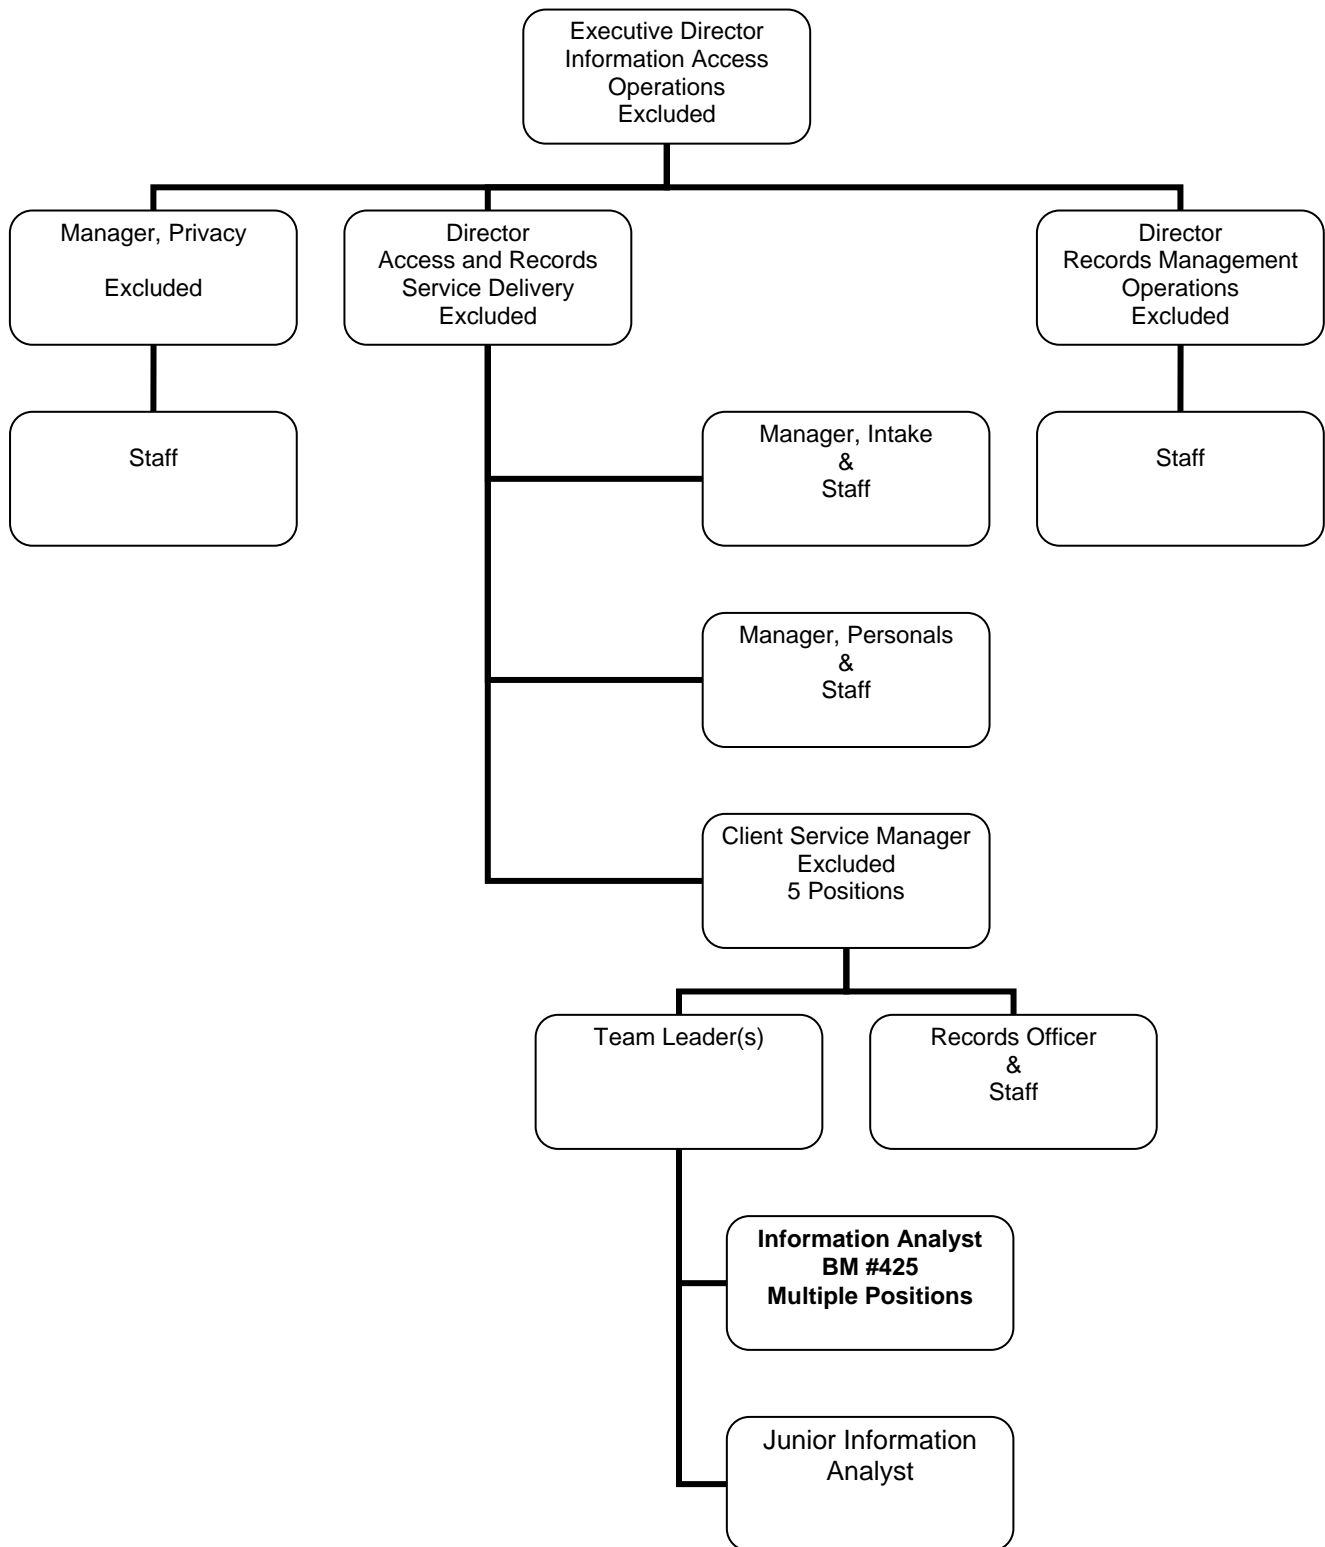 Executive Director
Information Access
Operations
Excluded
Manager, Privacy
Excluded
Director
Access and Records
Service Delivery
Excluded
Director
Records Management
Operations
Excluded
Staff
Manager, Intake
&
Staff
Staff
Manager, Personals
&
Staff
Client Service Manager
Excluded
5 Positions
Team Leader(s)
Records Officer
&
Staff
Information Analyst
BM #425
Multiple Positions
Junior Information
Analyst